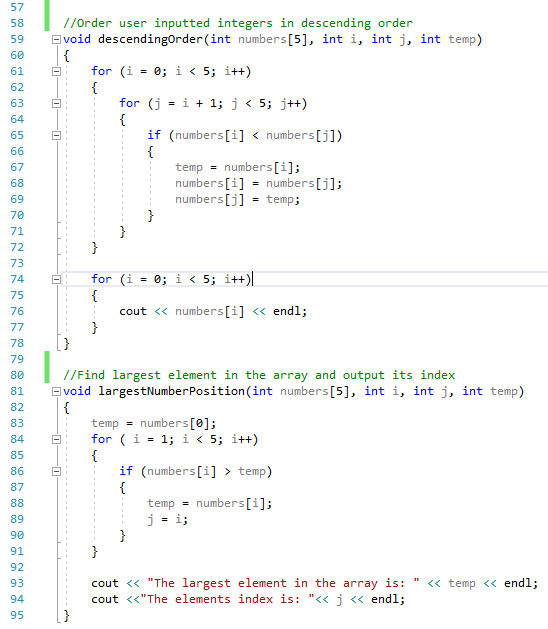 57
58 //Order user inputted integers in descending order
59 void descendingOrder(int numbers[5], int i, int j, int temp)
60 {
61     for (i = 0; i < 5; i++)
62     {
63         for (j = i + 1; j < 5; j++)
64         {
65             if (numbers[i] < numbers[j])
66             {
67                 temp = numbers[i];
68                 numbers[i] = numbers[j];
69                 numbers[j] = temp;
70             }
71         }
72     }
73
74     for (i = 0; i < 5; i++)
75     {
76         cout << numbers[i] << endl;
77     }
78 }
79
80 //Find largest element in the array and output its index
81 void largestNumberPosition(int numbers[5], int i, int j, int temp)
82 {
83     temp = numbers[0];
84     for ( i = 1; i < 5; i++)
85     {
86         if (numbers[i] > temp)
87         {
88             temp = numbers[i];
89             j = i;
90         }
91     }
92
93     cout << "The largest element in the array is: " << temp << endl;
94     cout <<"The elements index is: "<< j << endl;
95 }